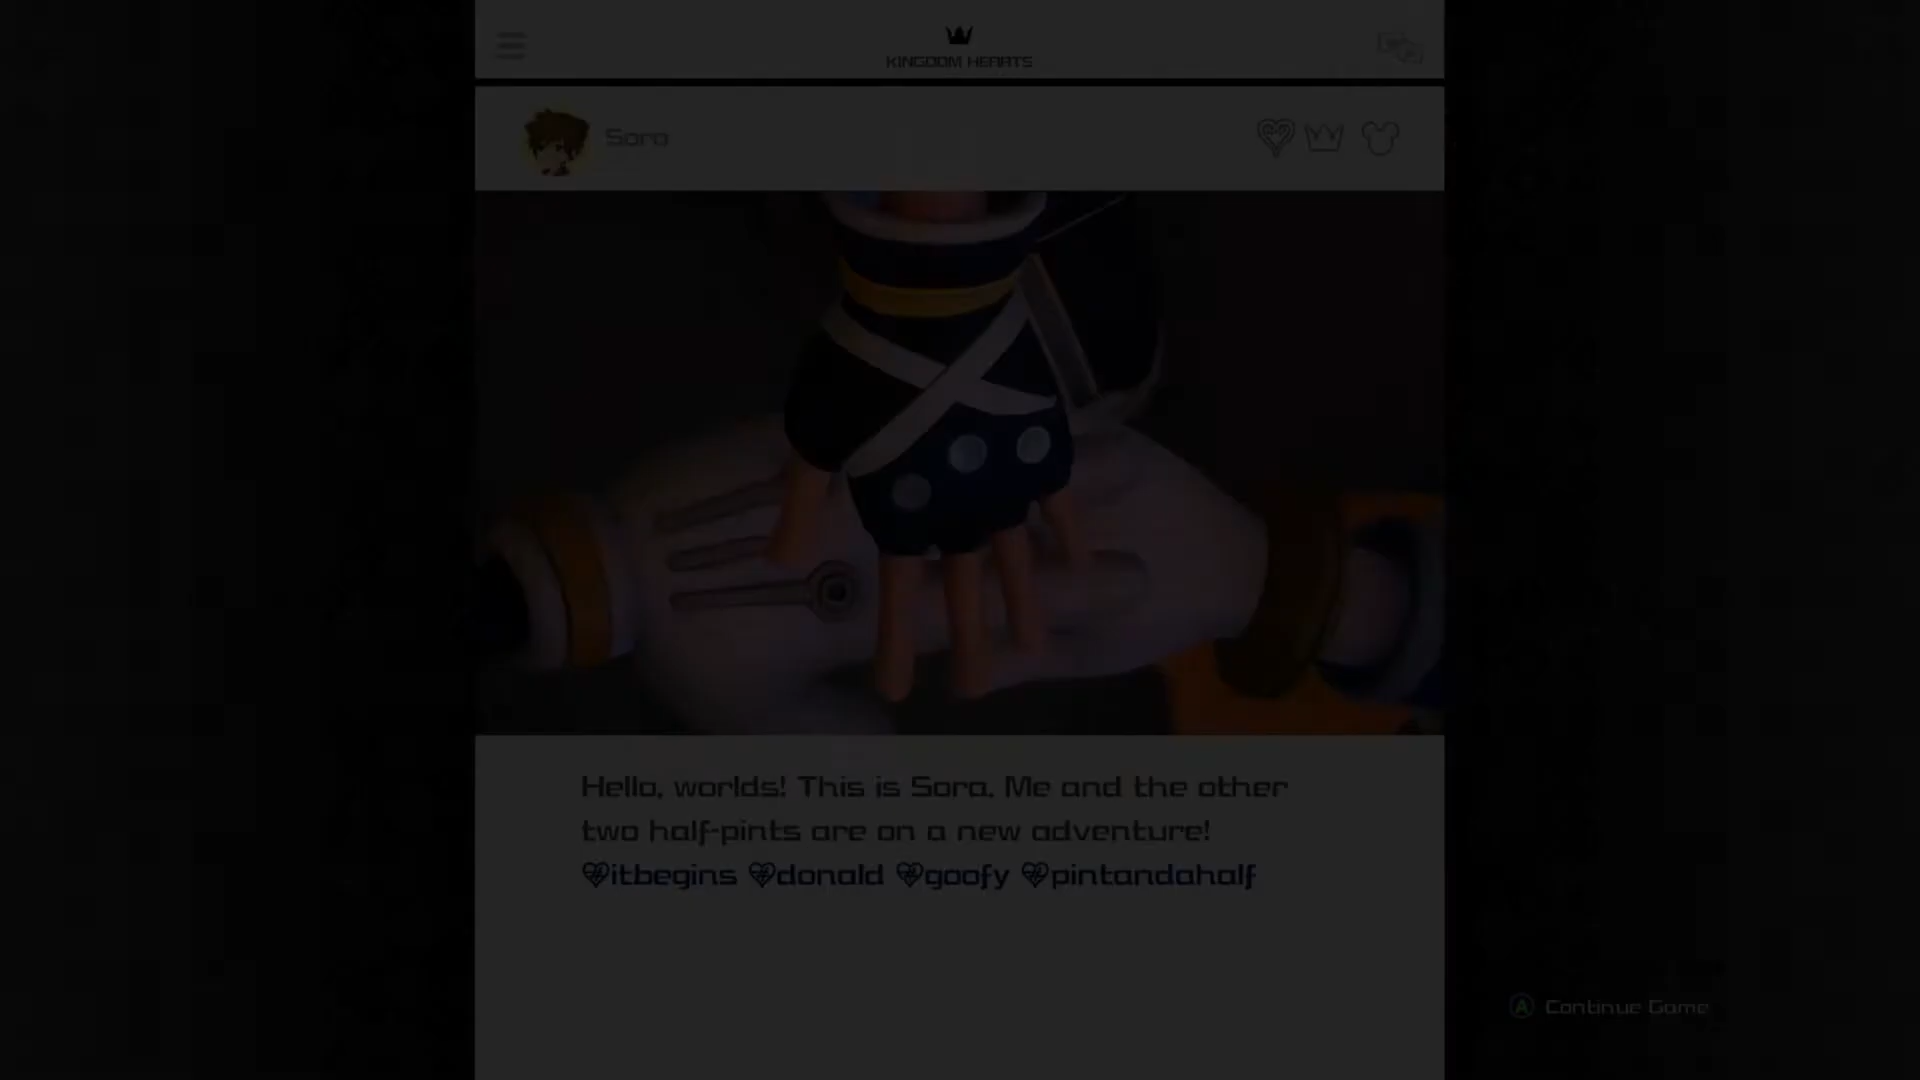 KINGDOM HEARTS
Sora
Hello, worlds! This is Sora. Me and the other
two half-pints are on a new adventure!
itbegins donald goofy pintandahalf
A Continue Game